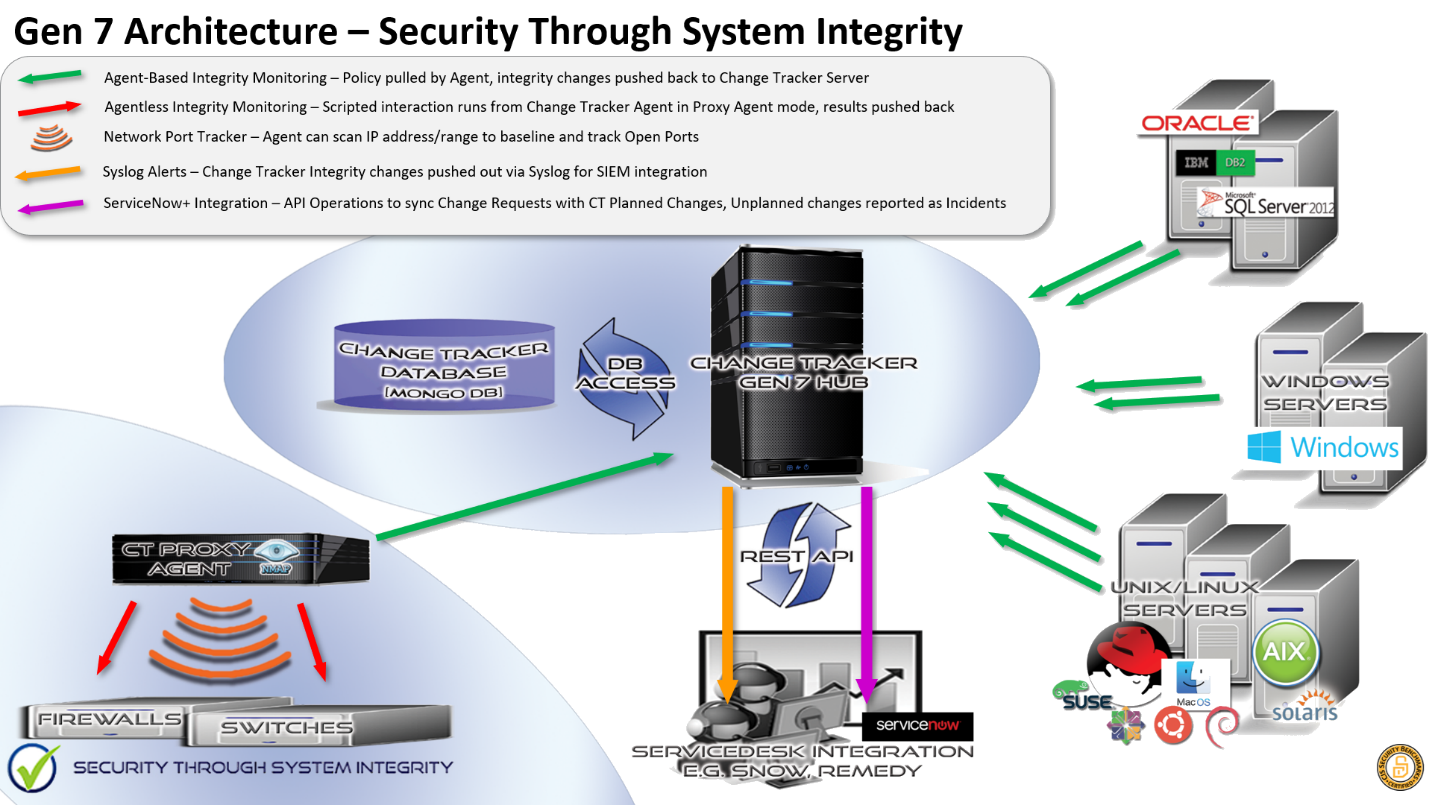 Gen 7 Architecture – Security Through System Integrity
Agent-Based Integrity Monitoring – Policy pulled by Agent, integrity changes pushed back to Change Tracker Server
Agentless Integrity Monitoring – Scripted interaction runs from Change Tracker Agent in Proxy Agent mode, results pushed back
Network Port Tracker – Agent can scan IP address/range to baseline and track Open Ports
Syslog Alerts – Change Tracker Integrity changes pushed out via Syslog for SIEM integration
ServiceNow+ Integration – API Operations to sync Change Requests with CT Planned Changes, Unplanned changes reported as Incidents
ORACLE
IBM DB2
Microsoft
SQL Server 2012
CHANGE TRACKER
DATABASE
[MONGO DB]
DB
ACCESS
CHANGE TRACKER
GEN 7 HUB
WINDOWS
SERVERS
Windows
CT PROXY
AGENT
NMAP
REST API
UNIX/LINUX
SERVERS
AIX
SUSE
Mac OS
solaris
FIREWALLS
SWITCHES
servicenow
SERVICEDESK INTEGRATION
E.G. SNOW, REMEDY
SECURITY THROUGH SYSTEM INTEGRITY
CIS SECURITY BENCHMARKS
CERTIFIED